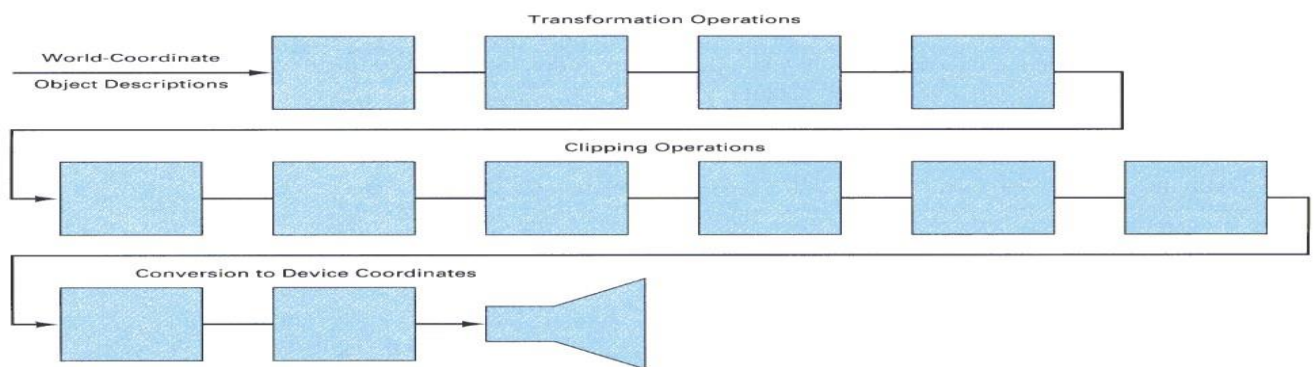 Transformation Operations
World-Coordinate
Object Descriptions
Clipping Operations
Conversion to Device Coordinates